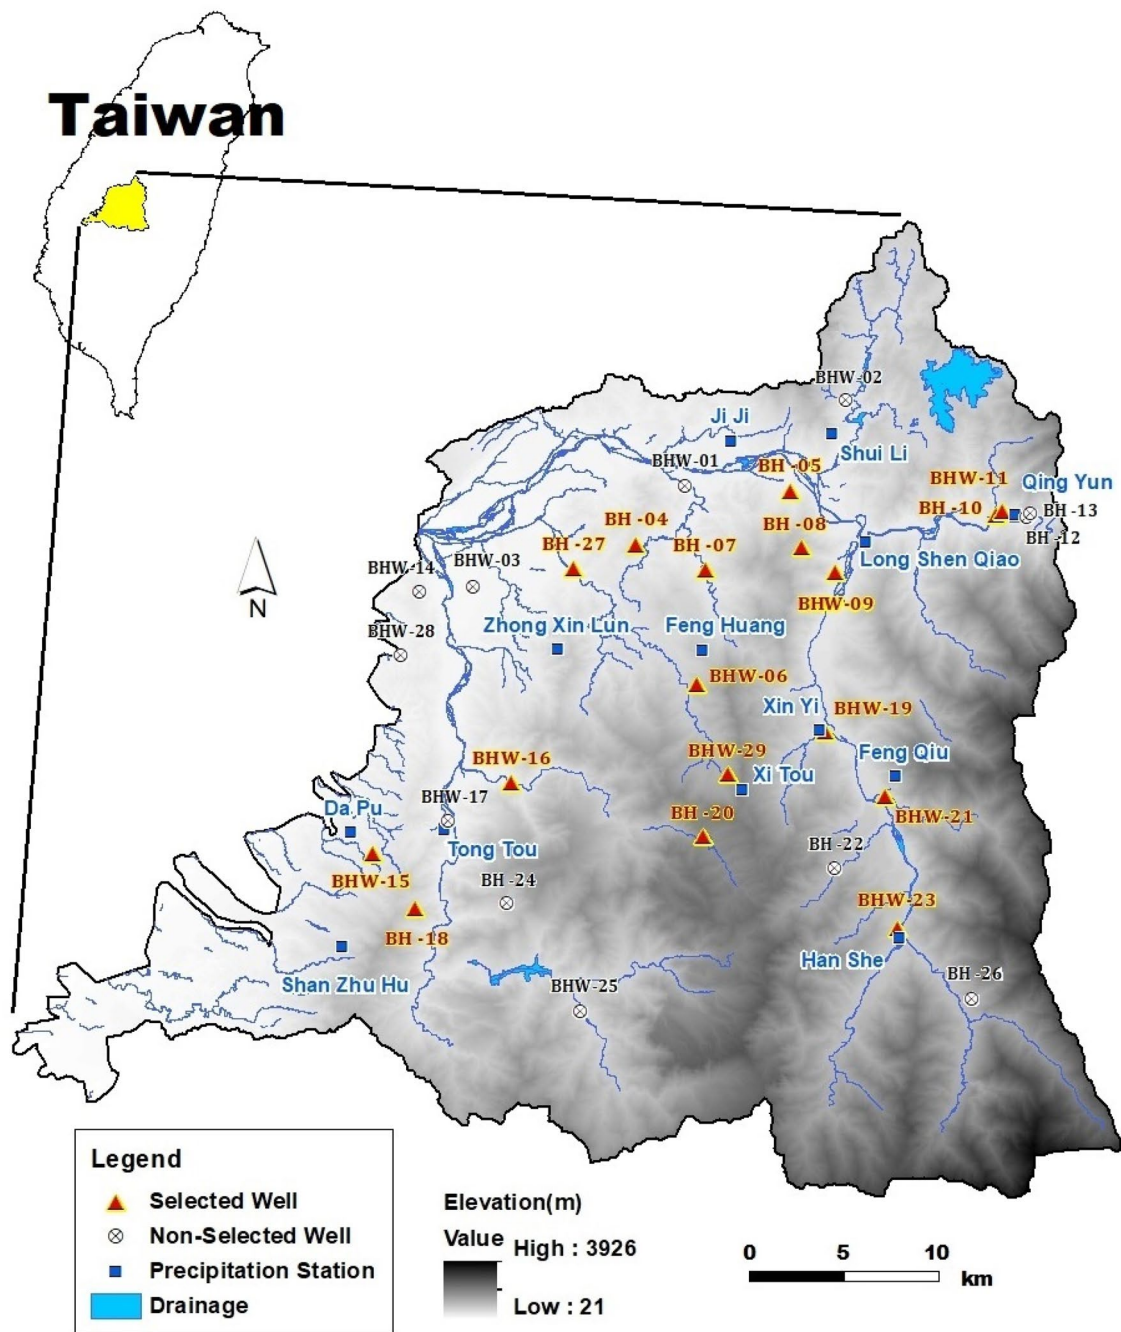 Taiwan
BHW-02
Ji Ji
Shui Li
BHW-01
BH -05
BHW-11
Qing Yun
BH -10
BH -13
BH -12
BH -04
BH -08
BH -27
BH -07
Long Shen Qiao
BHW-14
BHW-03
BHW-09
BHW-28
Zhong Xin Lun
Feng Huang
BHW-06
Xin Yi
BHW-19
BHW-16
BHW-29
Feng Qiu
Xi Tou
BHW-17
Da Pu
BH -20
BHW-21
Tong Tou
BH -22
BHW-15
BH -24
BHW-23
BH -18
Han She
Shan Zhu Hu
BH -26
BHW-25
N
Legend
Selected Well
Non-Selected Well
Precipitation Station
Drainage
Elevation(m)
Value
High : 3926
Low : 21
0 5 10
km